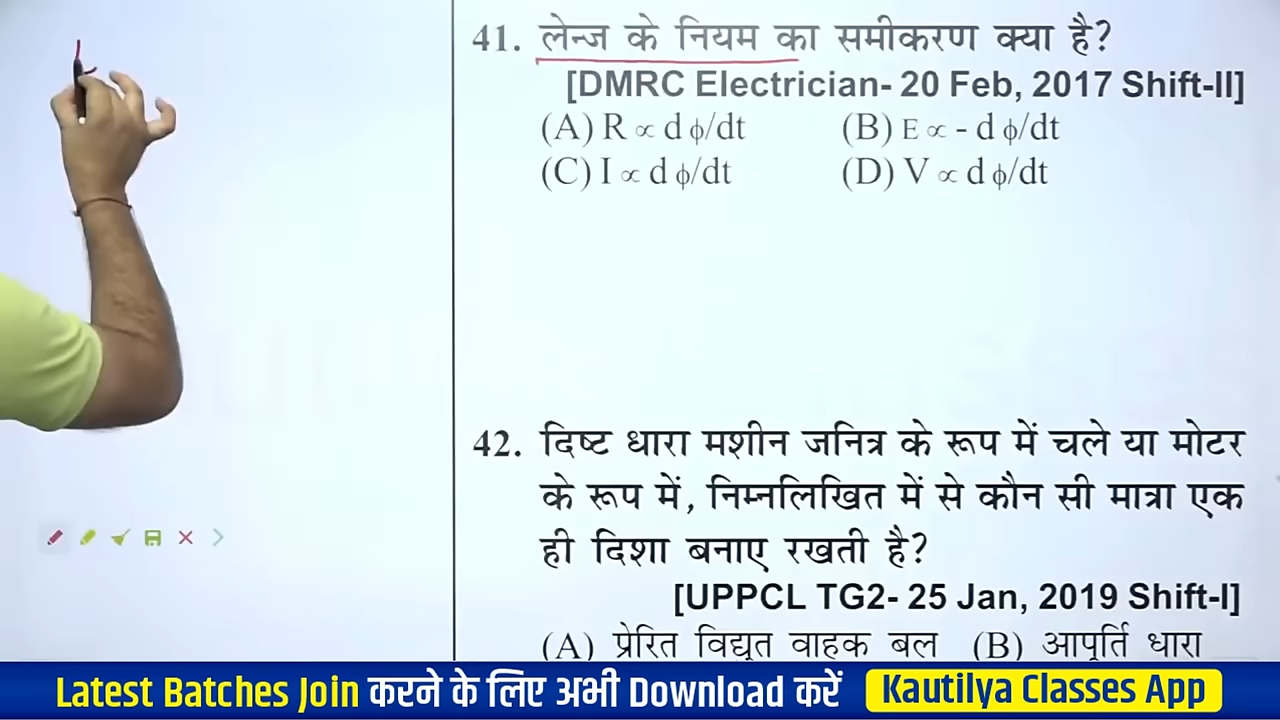 41. लेन्ज के नियम का समीकरण क्या है?
[DMRC Electrician- 20 Feb, 2017 Shift-II]
(A) R ∝ d ϕ/dt (B) E ∝ - d ϕ/dt
(C) I ∝ d ϕ/dt (D) V ∝ d ϕ/dt
42. दिष्ट धारा मशीन जनित्र के रूप में चले या मोटर
के रूप में, निम्नलिखित में से कौन सी मात्रा एक
ही दिशा बनाए रखती है?
[UPPCL TG2- 25 Jan, 2019 Shift-I]
(A) प्रेरित विद्युत वाहक बल (B) आपूर्ति धारा
Latest Batches Join करने के लिए अभी Download करें Kautilya Classes App